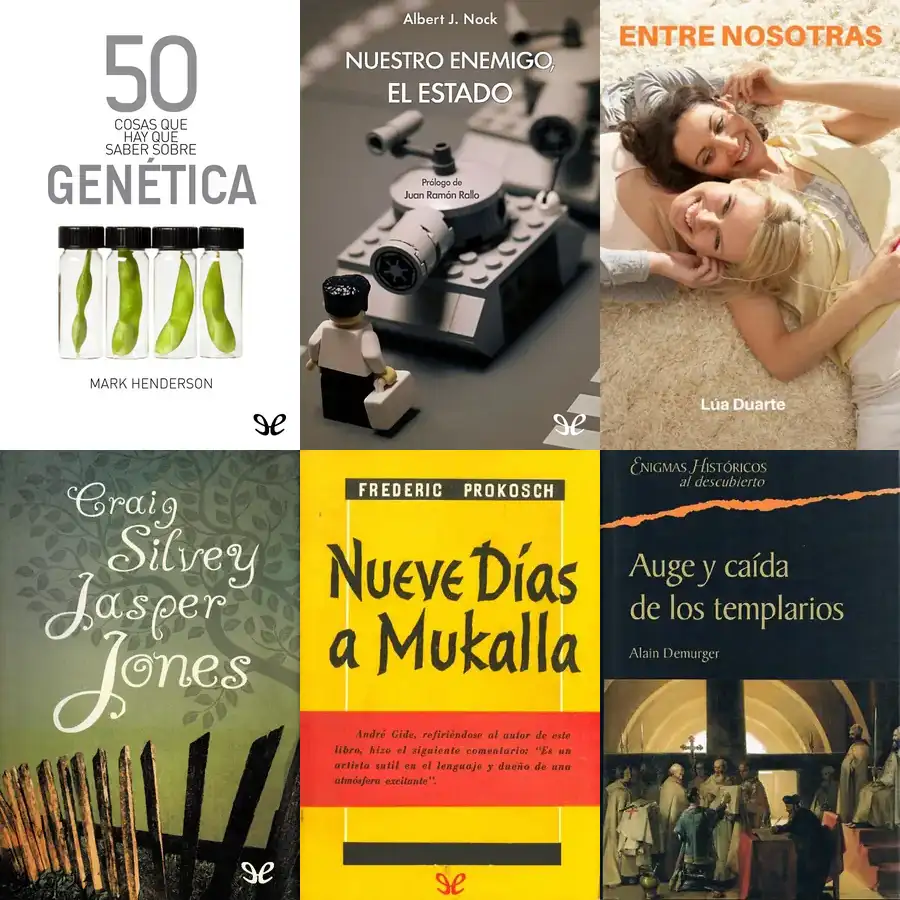 50
COSAS QUE
HAY QUE
SABER SOBRE
GENÉTICA
MARK HENDERSON
Albert J. Nock
NUESTRO ENEMIGO,
EL ESTADO
Prólogo de
Juan Ramón Rallo
ENTRE NOSOTRAS
Lúa Duarte
Craig
Silvey
Jasper
Jones
FREDERIC PROKOSCH
NUEVE DÍAS
A MUKALLA
André Gide, refiriéndose al autor de este
libro, hizo el siguiente comentario: "Es un
artista sutil en el lenguaje y dueño de una
atmósfera excitante".
ENIGMAS HISTÓRICOS
al descubierto
Auge y caída
de los templarios
Alain Demurger